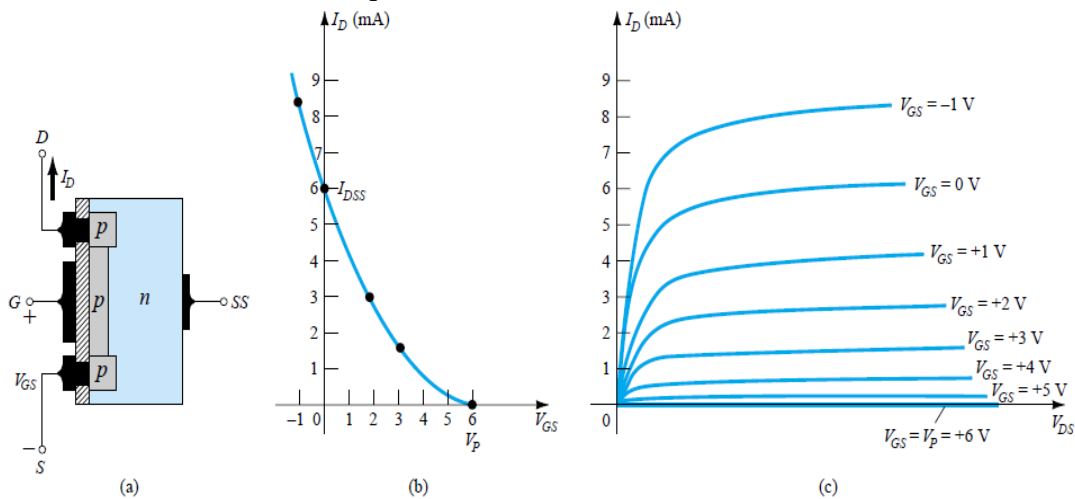 D
I_D
p
p
n
G
SS
+
V_GS
p
–
S
(a)
I_D (mA)
9
8
7
6
I_DSS
5
4
3
2
1
–1 0 1 2 3 4 5 6 V_GS
V_P
(b)
I_D (mA)
9
8
7
6
5
4
3
2
1
0
V_GS = –1 V
V_GS = 0 V
V_GS = +1 V
V_GS = +2 V
V_GS = +3 V
V_GS = +4 V
V_GS = +5 V
V_DS
V_GS = V_P = +6 V
(c)